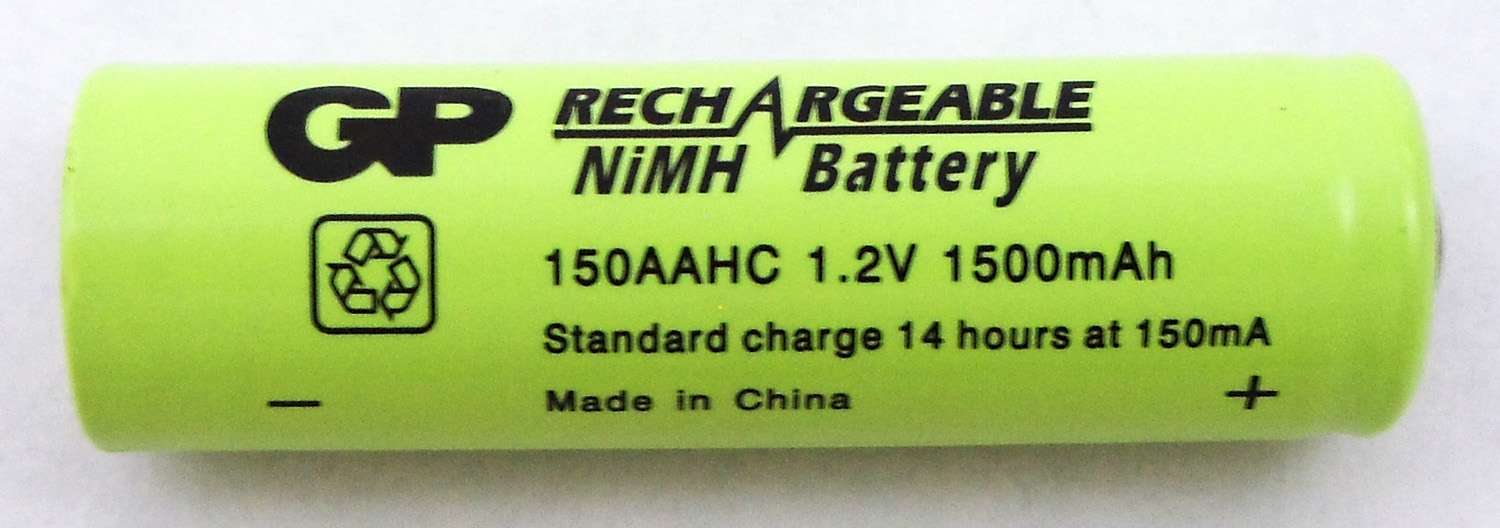 GP
RECHARGEABLE
NiMH Battery
150AAHC 1.2V 1500mAh
Standard charge 14 hours at 150mA
Made in China
− +